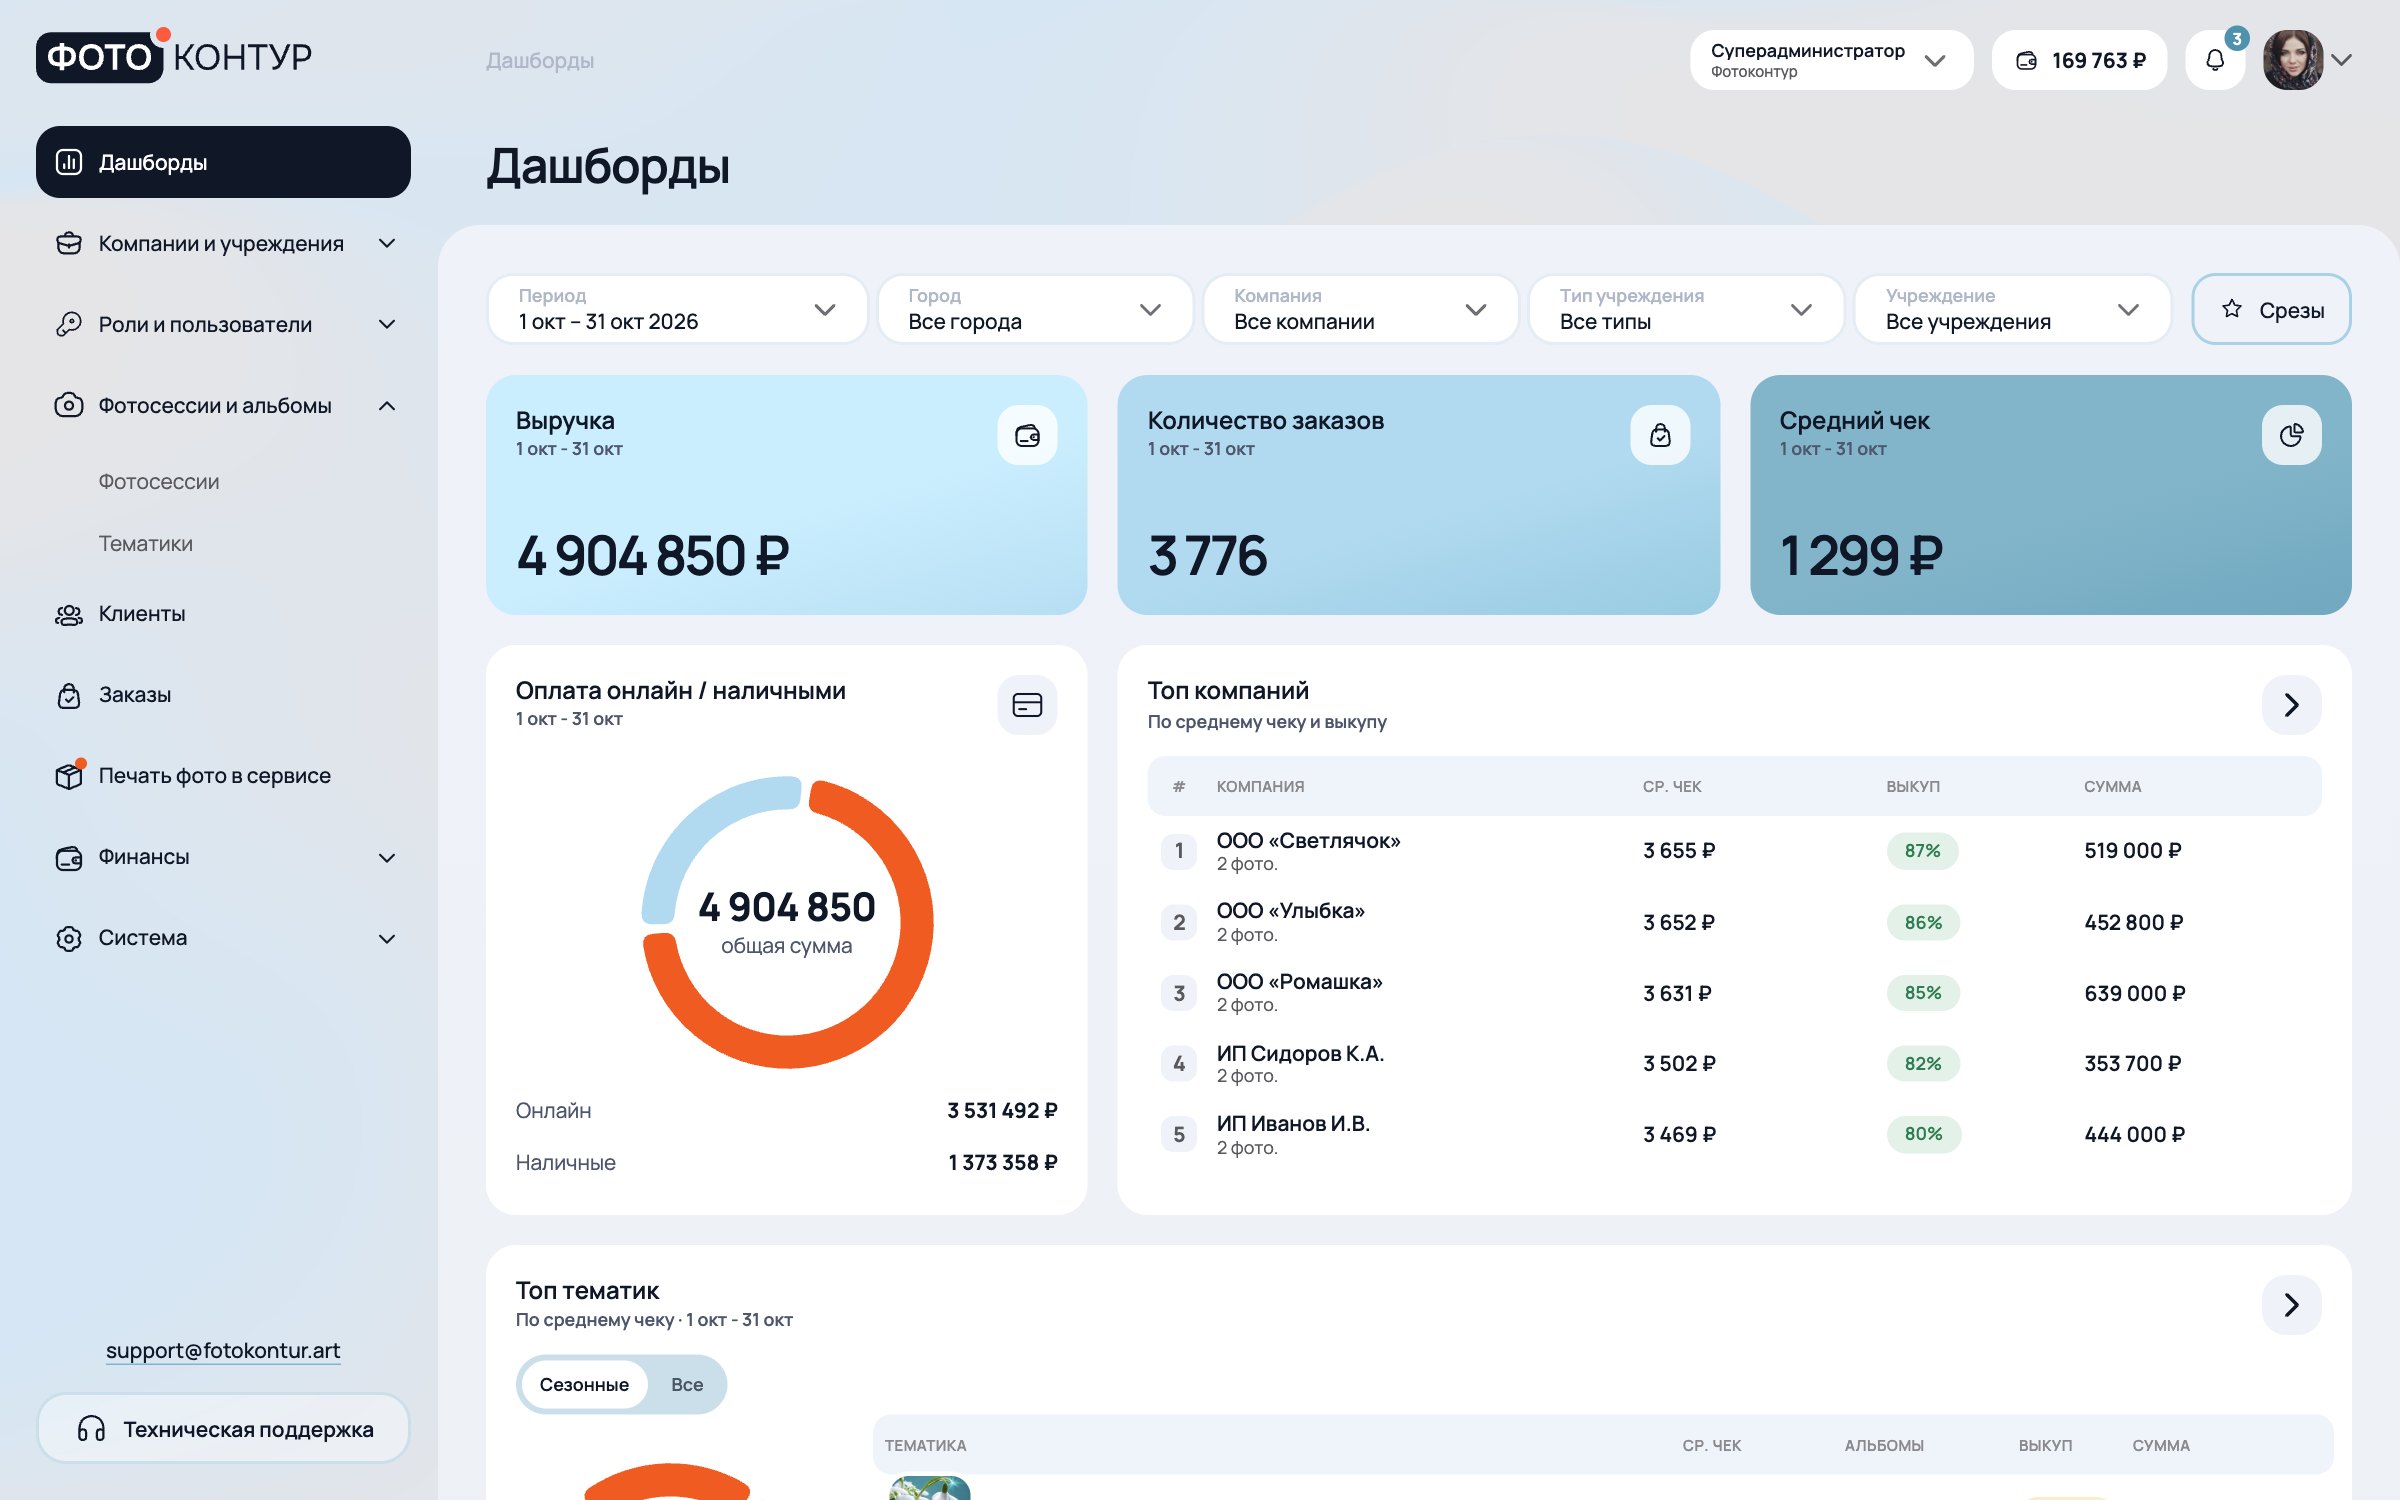 ФОТО КОНТУР
Дашборды
Суперадминистратор
Фотоконтур
169 763 ₽
3
Дашборды
Компании и учреждения
Роли и пользователи
Фотосессии и альбомы
Фотосессии
Тематики
Клиенты
Заказы
Печать фото в сервисе
Финансы
Система
support@fotokontur.art
Техническая поддержка
Дашборды
Период
1 окт – 31 окт 2026
Город
Все города
Компания
Все компании
Тип учреждения
Все типы
Учреждение
Все учреждения
Срезы
Выручка
1 окт - 31 окт
4 904 850 ₽
Количество заказов
1 окт - 31 окт
3 776
Средний чек
1 окт - 31 окт
1 299 ₽
Оплата онлайн / наличными
1 окт - 31 окт
4 904 850
общая сумма
Онлайн 3 531 492 ₽
Наличные 1 373 358 ₽
Топ компаний
По среднему чеку и выкупу
# КОМПАНИЯ СР. ЧЕК ВЫКУП СУММА
1 ООО «Светлячок» 3 655 ₽ 87% 519 000 ₽
2 фото.
2 ООО «Улыбка» 3 652 ₽ 86% 452 800 ₽
2 фото.
3 ООО «Ромашка» 3 631 ₽ 85% 639 000 ₽
2 фото.
4 ИП Сидоров К.А. 3 502 ₽ 82% 353 700 ₽
2 фото.
5 ИП Иванов И.В. 3 469 ₽ 80% 444 000 ₽
2 фото.
Топ тематик
По среднему чеку · 1 окт - 31 окт
Сезонные Все
ТЕМАТИКА СР. ЧЕК АЛЬБОМЫ ВЫКУП СУММА